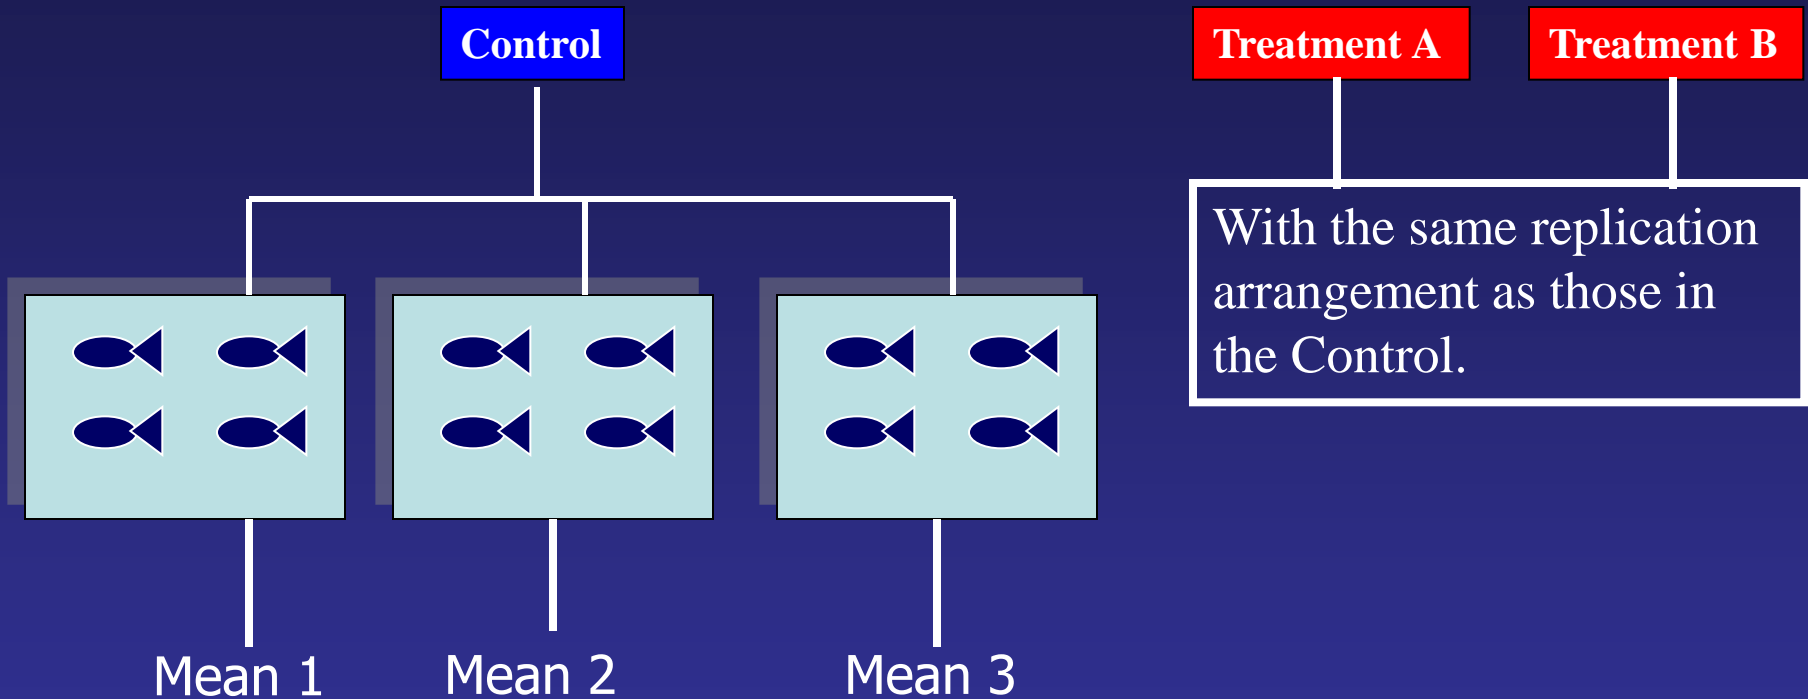 Control
Treatment A
Treatment B
With the same replication
arrangement as those in
the Control.
Mean 1
Mean 2
Mean 3